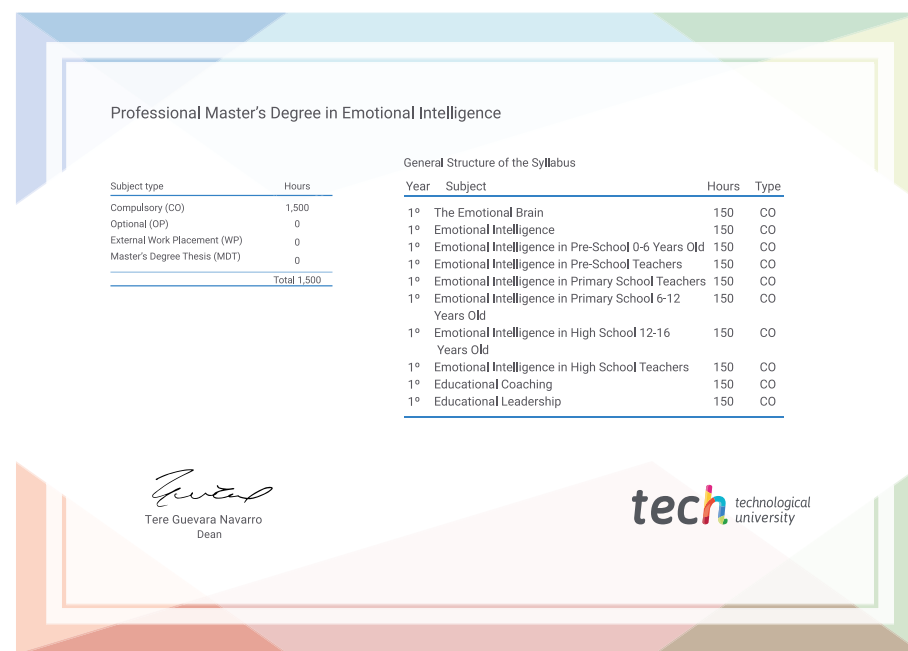 Professional Master's Degree in Emotional Intelligence
Subject type Hours
Compulsory (CO) 1,500
Optional (OP) 0
External Work Placement (WP) 0
Master's Degree Thesis (MDT) 0
Total 1,500
General Structure of the Syllabus
Year Subject Hours Type
1º The Emotional Brain 150 CO
1º Emotional Intelligence 150 CO
1º Emotional Intelligence in Pre-School 0-6 Years Old 150 CO
1º Emotional Intelligence in Pre-School Teachers 150 CO
1º Emotional Intelligence in Primary School Teachers 150 CO
1º Emotional Intelligence in Primary School 6-12 150 CO
Years Old
1º Emotional Intelligence in High School 12-16 150 CO
Years Old
1º Emotional Intelligence in High School Teachers 150 CO
1º Educational Coaching 150 CO
1º Educational Leadership 150 CO
Tere Guevara Navarro
Dean
tech technological
university